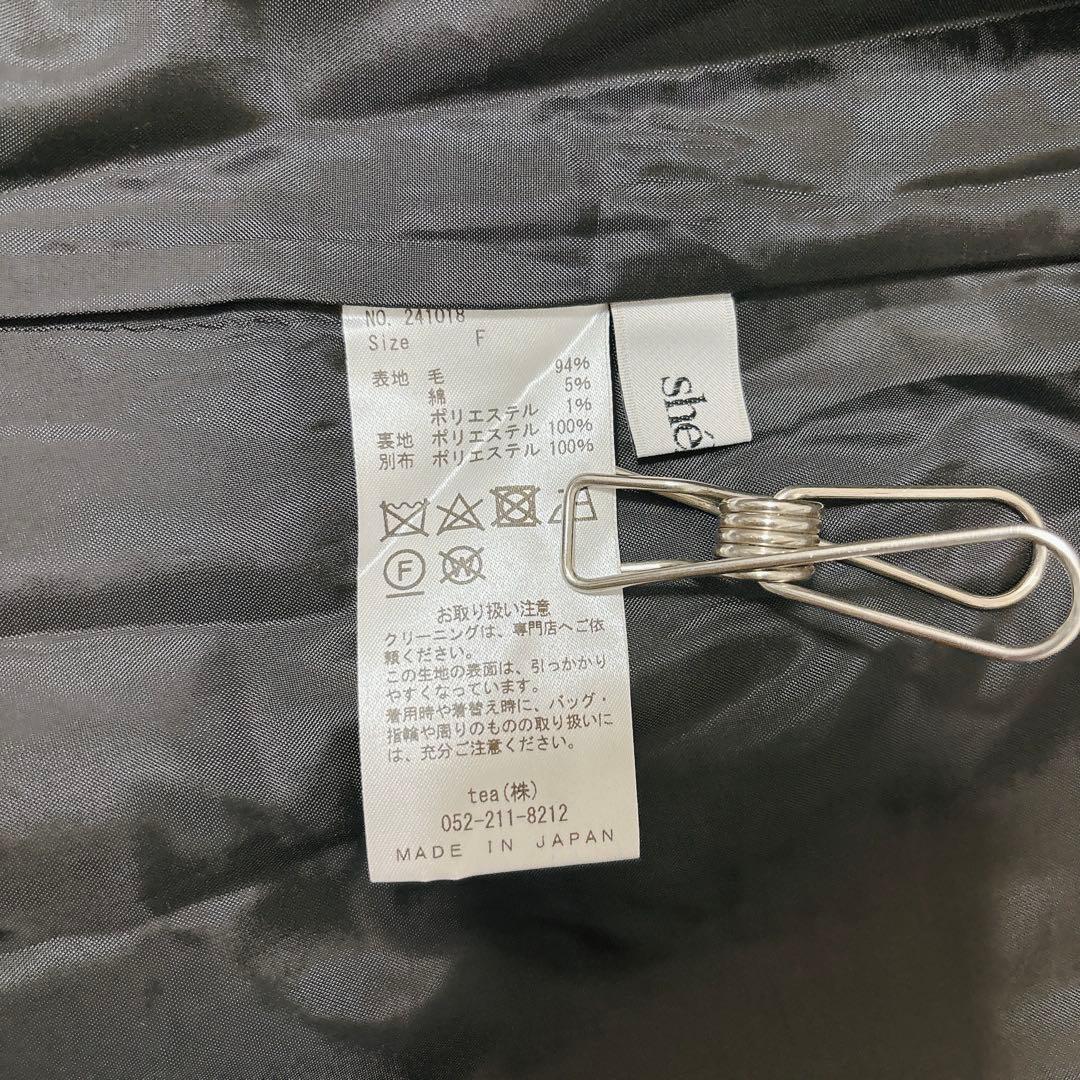 NO. 241018
Size F
表地 毛 94%
綿 5%
ポリエステル 1%
裏地 ポリエステル 100%
別布 ポリエステル 100%
F
W
お取り扱い注意
クリーニングは、専門店へご依
頼ください。
この生地の表面は、引っかかり
やすくなっています。
着用時や着替え時に、バッグ・
指輪や周りのものの取り扱いに
は、充分ご注意ください。
tea(株)
052-211-8212
MADE IN JAPAN
shé